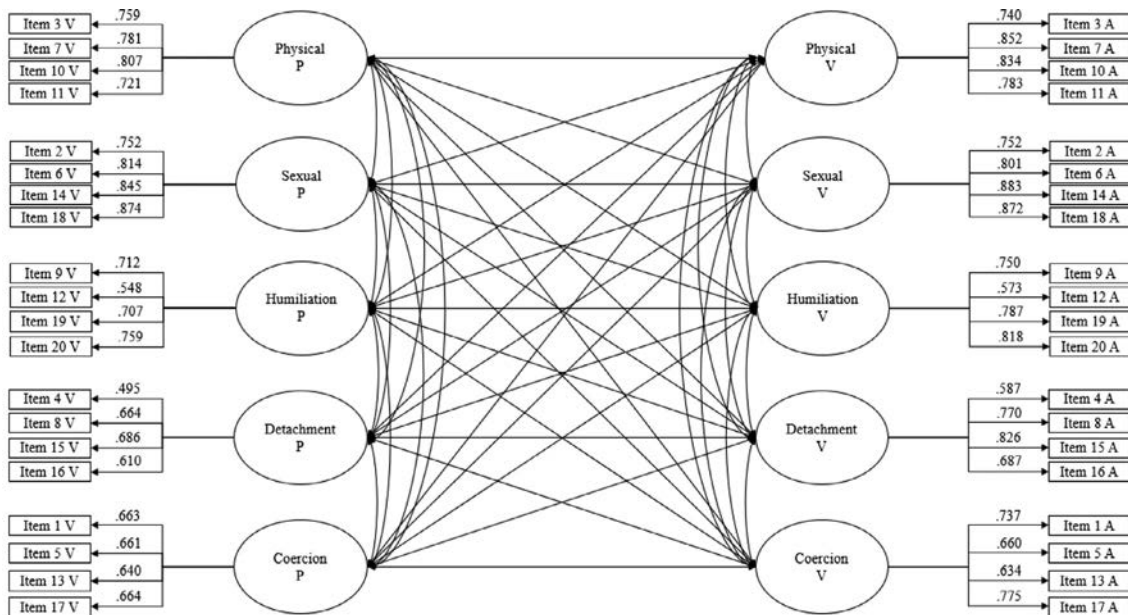 Item 3 V
.759
Item 7 V
.781
Item 10 V
.807
Item 11 V
.721
Physical
P
Physical
V
.740
Item 3 A
.852
Item 7 A
.834
Item 10 A
.783
Item 11 A
Item 2 V
.752
Item 6 V
.814
Item 14 V
.845
Item 18 V
.874
Sexual
P
Sexual
V
.752
Item 2 A
.801
Item 6 A
.883
Item 14 A
.872
Item 18 A
Item 9 V
.712
Item 12 V
.548
Item 19 V
.707
Item 20 V
.759
Humiliation
P
Humiliation
V
.750
Item 9 A
.573
Item 12 A
.787
Item 19 A
.818
Item 20 A
Item 4 V
.495
Item 8 V
.664
Item 15 V
.686
Item 16 V
.610
Detachment
P
Detachment
V
.587
Item 4 A
.770
Item 8 A
.826
Item 15 A
.687
Item 16 A
Item 1 V
.663
Item 5 V
.661
Item 13 V
.640
Item 17 V
.664
Coercion
P
Coercion
V
.737
Item 1 A
.660
Item 5 A
.634
Item 13 A
.775
Item 17 A